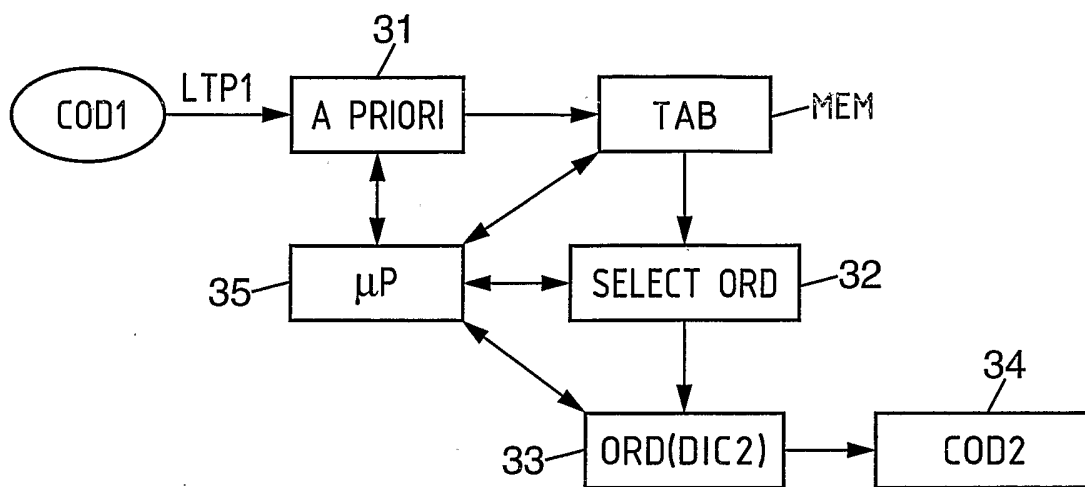 31
COD1
LTP1
A PRIORI
TAB
MEM
35
µP
SELECT ORD
32
34
33
ORD(DIC2)
COD2